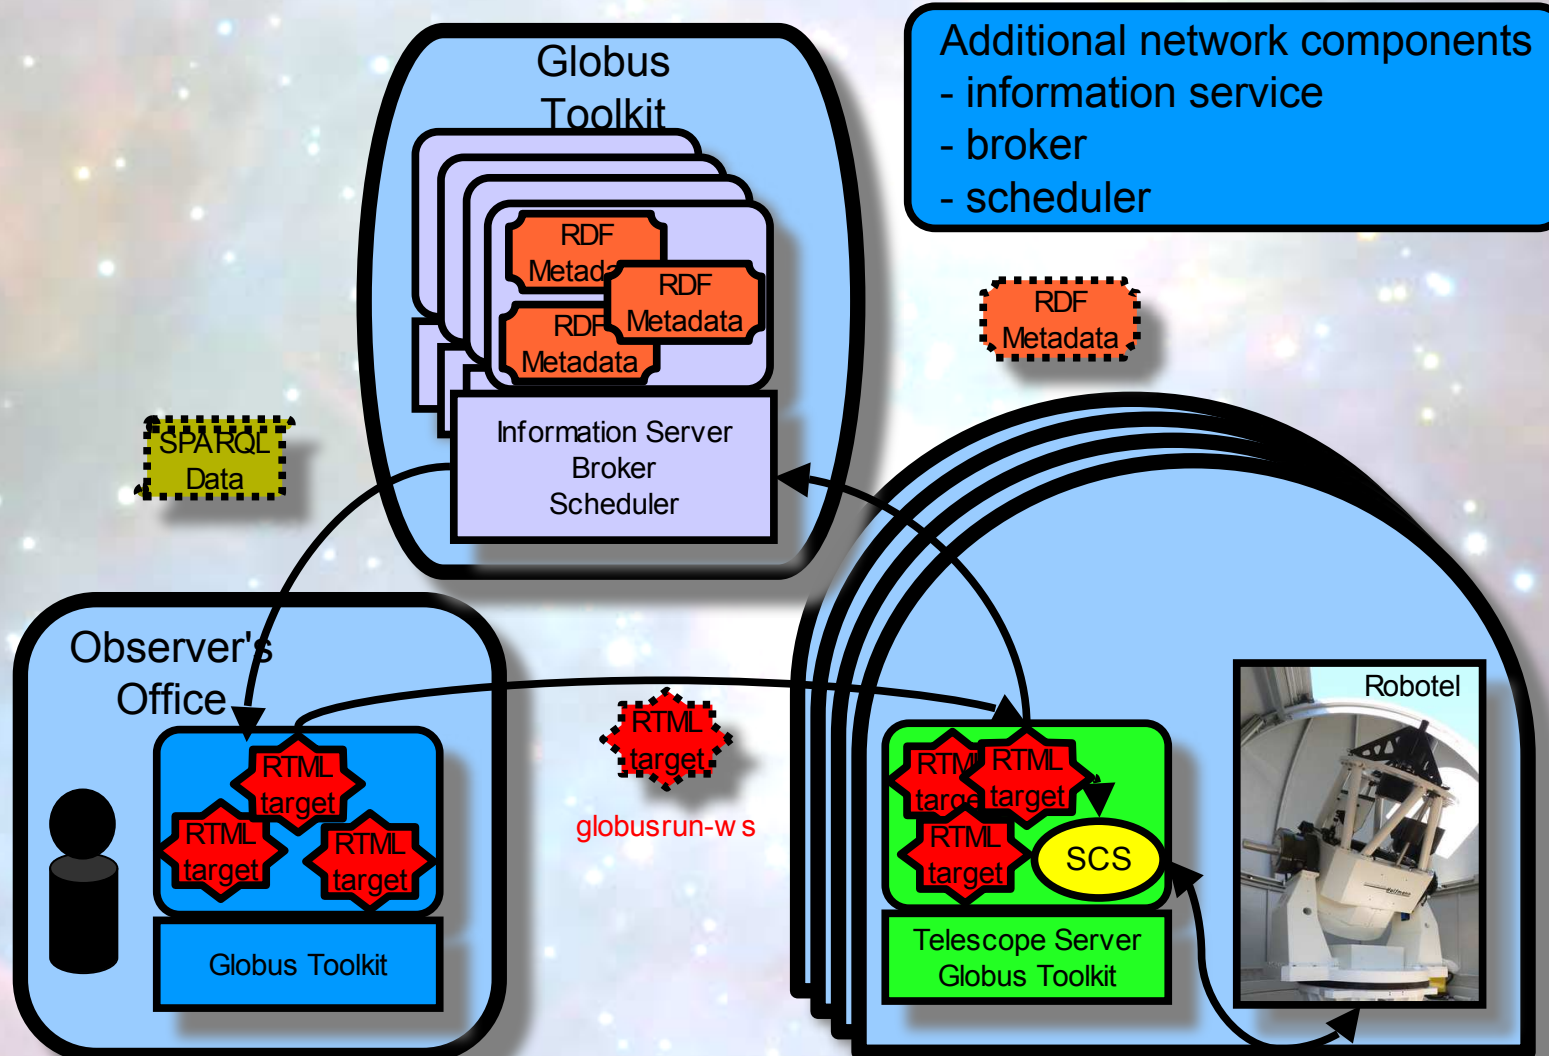 Globus
Toolkit
Additional network components
- information service
- broker
- scheduler
RDF
Metada
RDF
Metadata
RDF
Metadata
RDF
Metadata
Information Server
Broker
Scheduler
SPARQL
Data
Observer's
Office
RTML
target
RTML
target
RTML
target
Globus Toolkit
RTML
target
globusrun-ws
RTM
targe
RTML
target
RTML
target
SCS
Telescope Server
Globus Toolkit
Robotel